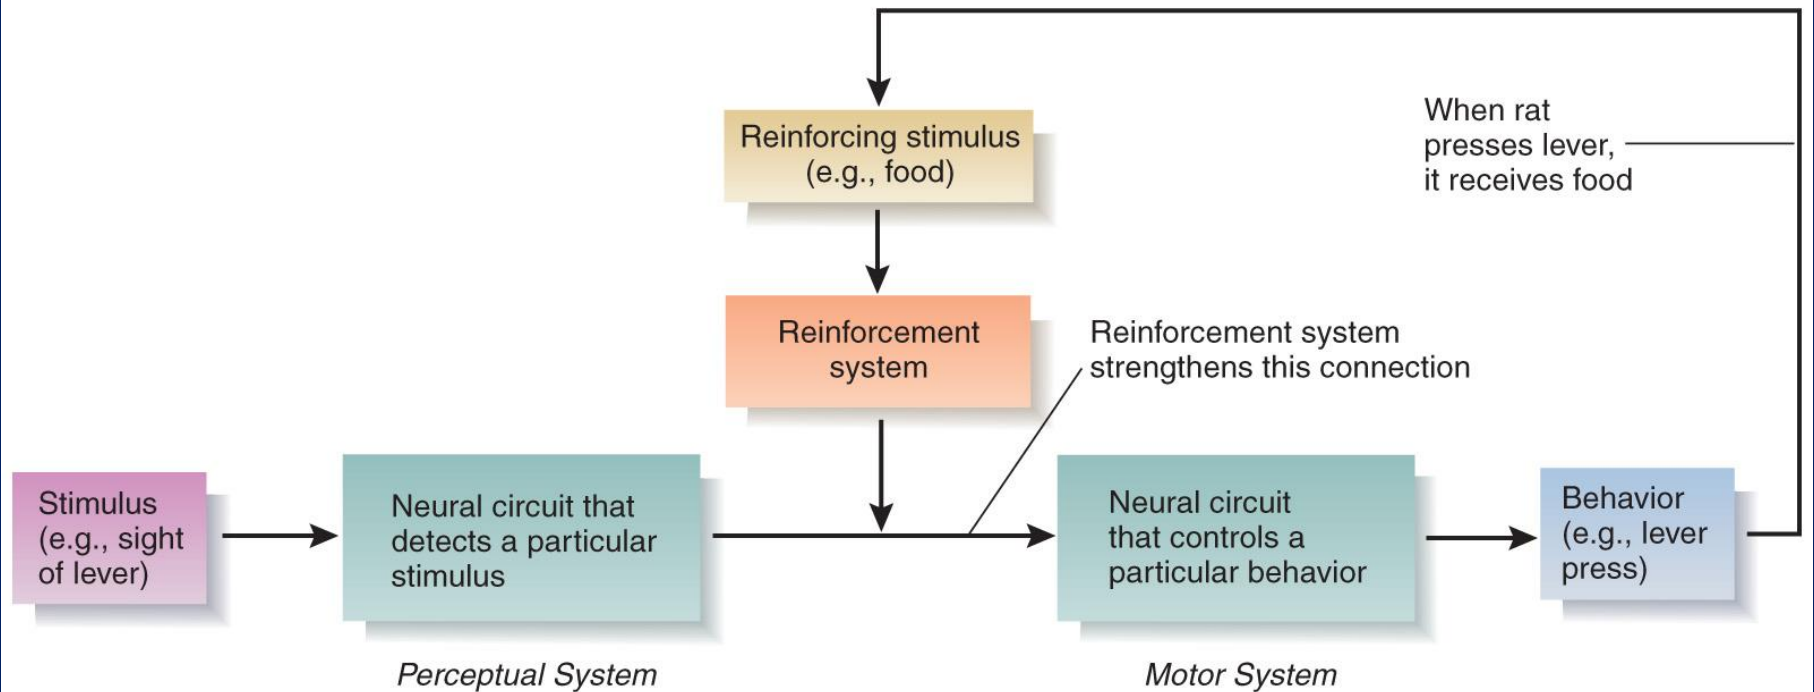 Reinforcing stimulus
(e.g., food)
When rat
presses lever,
it receives food
Reinforcement
system
Reinforcement system
strengthens this connection
Stimulus
(e.g., sight
of lever)
Neural circuit that
detects a particular
stimulus
Neural circuit
that controls a
particular behavior
Behavior
(e.g., lever
press)
Perceptual System
Motor System